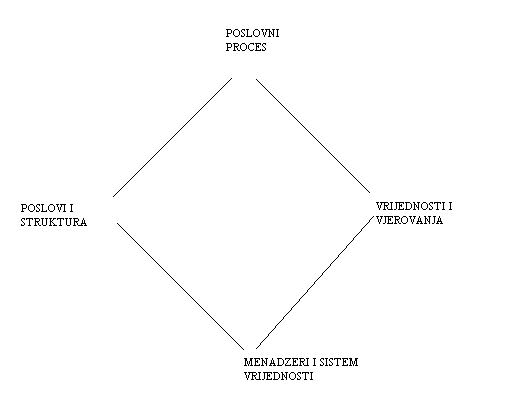 POSLOVNI
PROCES
POSLOVI I
STRUKTURA
VRIJEDNOSTI I
VJEROVANJA
MENADZERI I SISTEM
VRIJEDNOSTI